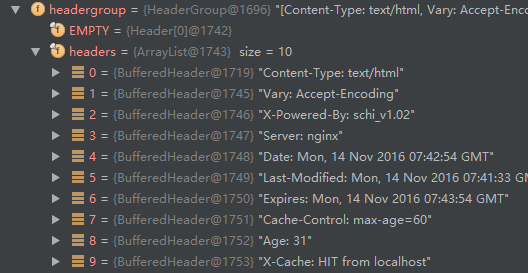 headergroup = {HeaderGroup@1696} "[Content-Type: text/html, Vary: Accept-Enco
EMPTY = {Header[0]@1742}
headers = {ArrayList@1743} size = 10
0 = {BufferedHeader@1719} "Content-Type: text/html"
1 = {BufferedHeader@1745} "Vary: Accept-Encoding"
2 = {BufferedHeader@1746} "X-Powered-By: schi_v1.02"
3 = {BufferedHeader@1747} "Server: nginx"
4 = {BufferedHeader@1748} "Date: Mon, 14 Nov 2016 07:42:54 GMT"
5 = {BufferedHeader@1749} "Last-Modified: Mon, 14 Nov 2016 07:41:33 G
6 = {BufferedHeader@1750} "Expires: Mon, 14 Nov 2016 07:43:54 GMT"
7 = {BufferedHeader@1751} "Cache-Control: max-age=60"
8 = {BufferedHeader@1752} "Age: 31"
9 = {BufferedHeader@1753} "X-Cache: HIT from localhost"